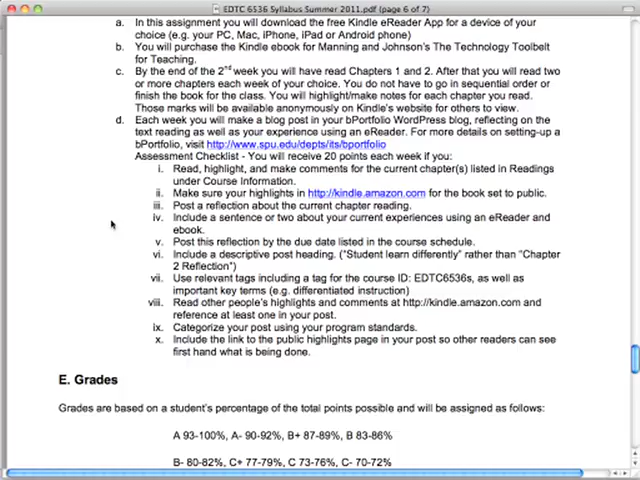 EDTC 6536 Syllabus Summer 2011.pdf (page 6 of 7)
a. In this assignment you will download the free Kindle eReader App for a device of your
choice (e.g. your PC, Mac, iPhone, iPad or Android phone)
b. You will purchase the Kindle ebook for Manning and Johnson's The Technology Toolbelt
for Teaching.
c. By the end of the 2nd week you will have read Chapters 1 and 2. After that you will read two
or more chapters each week of your choice. You do not have to go in sequential order or
finish the book for the class. You will highlight/make notes for each chapter you read.
Those marks will be available anonymously on Kindle's website for others to view.
d. Each week you will make a blog post in your bPortfolio WordPress blog, reflecting on the
text reading as well as your experience using an eReader. For more details on setting-up a
bPortfolio, visit http://www.spu.edu/depts/its/bportfolio
Assessment Checklist - You will receive 20 points each week if you:
i. Read, highlight, and make comments for the current chapter(s) listed in Readings
under Course Information.
ii. Make sure your highlights in http://kindle.amazon.com for the book set to public.
iii. Post a reflection about the current chapter reading.
iv. Include a sentence or two about your current experiences using an eReader and
ebook.
v. Post this reflection by the due date listed in the course schedule.
vi. Include a descriptive post heading. ("Student learn differently" rather than "Chapter
2 Reflection")
vii. Use relevant tags including a tag for the course ID: EDTC6536s, as well as
important key terms (e.g. differentiated instruction)
viii. Read other people's highlights and comments at http://kindle.amazon.com and
reference at least one in your post.
ix. Categorize your post using your program standards.
x. Include the link to the public highlights page in your post so other readers can see
first hand what is being done.
E. Grades
Grades are based on a student's percentage of the total points possible and will be assigned as follows:
A 93-100%, A- 90-92%, B+ 87-89%, B 83-86%
B- 80-82%, C+ 77-79%, C 73-76%, C- 70-72%